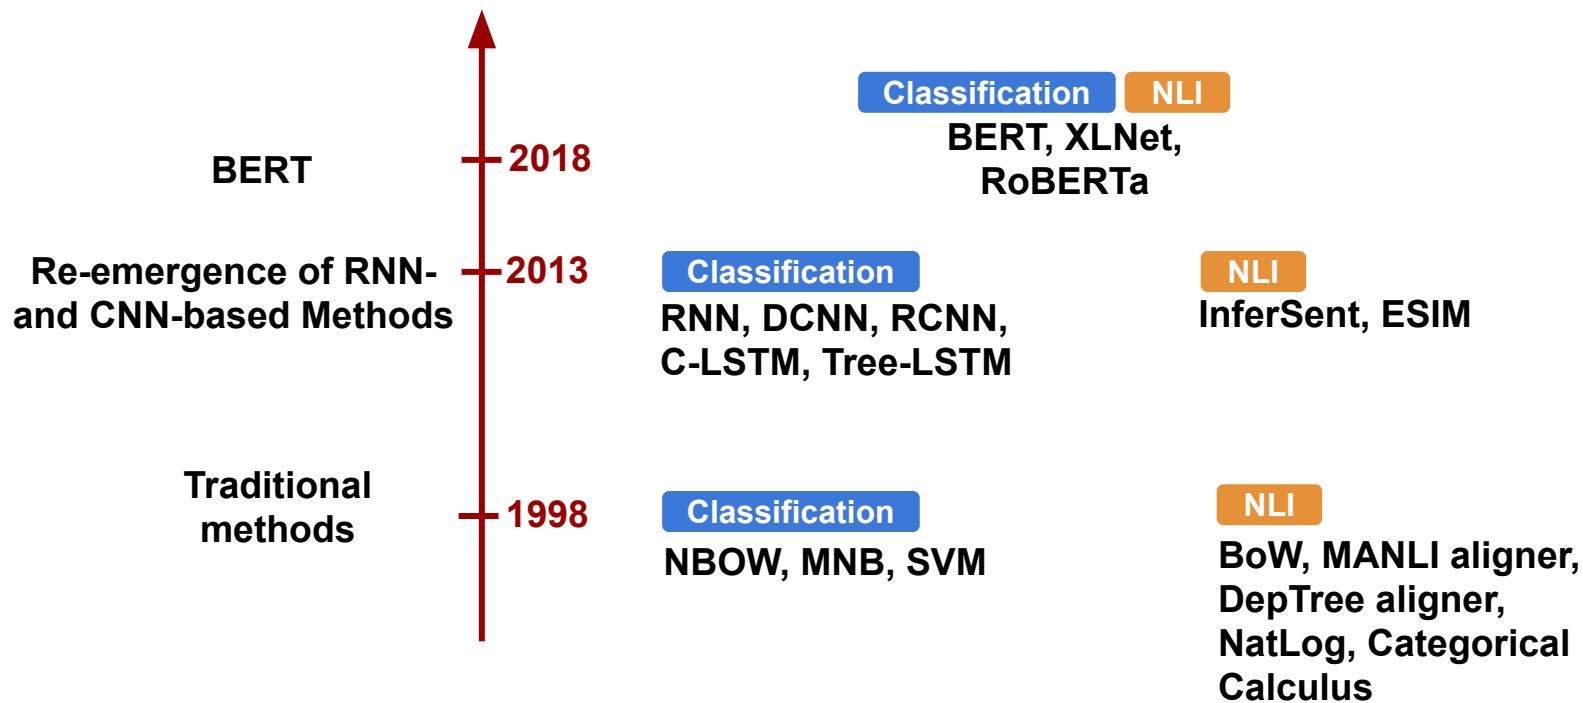 Classification NLI
BERT, XLNet,
RoBERTa
BERT
2018
Re-emergence of RNN-
and CNN-based Methods
2013
Classification
RNN, DCNN, RCNN,
C-LSTM, Tree-LSTM
NLI
InferSent, ESIM
Traditional
methods
1998
Classification
NBOW, MNB, SVM
NLI
BoW, MANLI aligner,
DepTree aligner,
NatLog, Categorical
Calculus